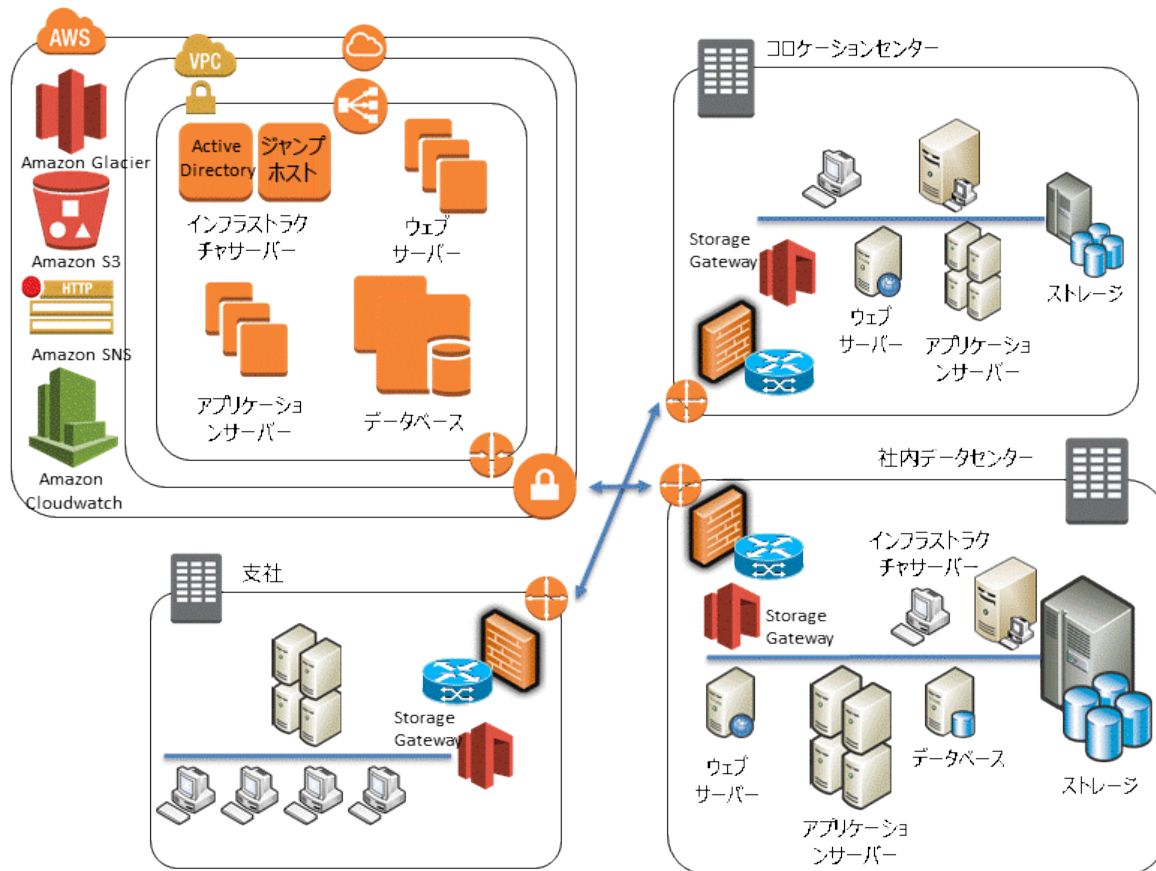 AWS
VPC
Amazon Glacier
Amazon S3
HTTP
Amazon SNS
Amazon
Cloudwatch
Active
Directory
ジャンプ
ホスト
インフラストラク
チャサーバー
ウェブ
サーバー
アプリケーショ
ンサーバー
データベース
コロケーションセンター
Storage
Gateway
ウェブ
サーバー
アプリケーショ
ンサーバー
ストレージ
社内データセンター
インフラストラク
チャサーバー
Storage
Gateway
ウェブ
サーバー
アプリケーショ
ンサーバー
データベース
ストレージ
支社
Storage
Gateway